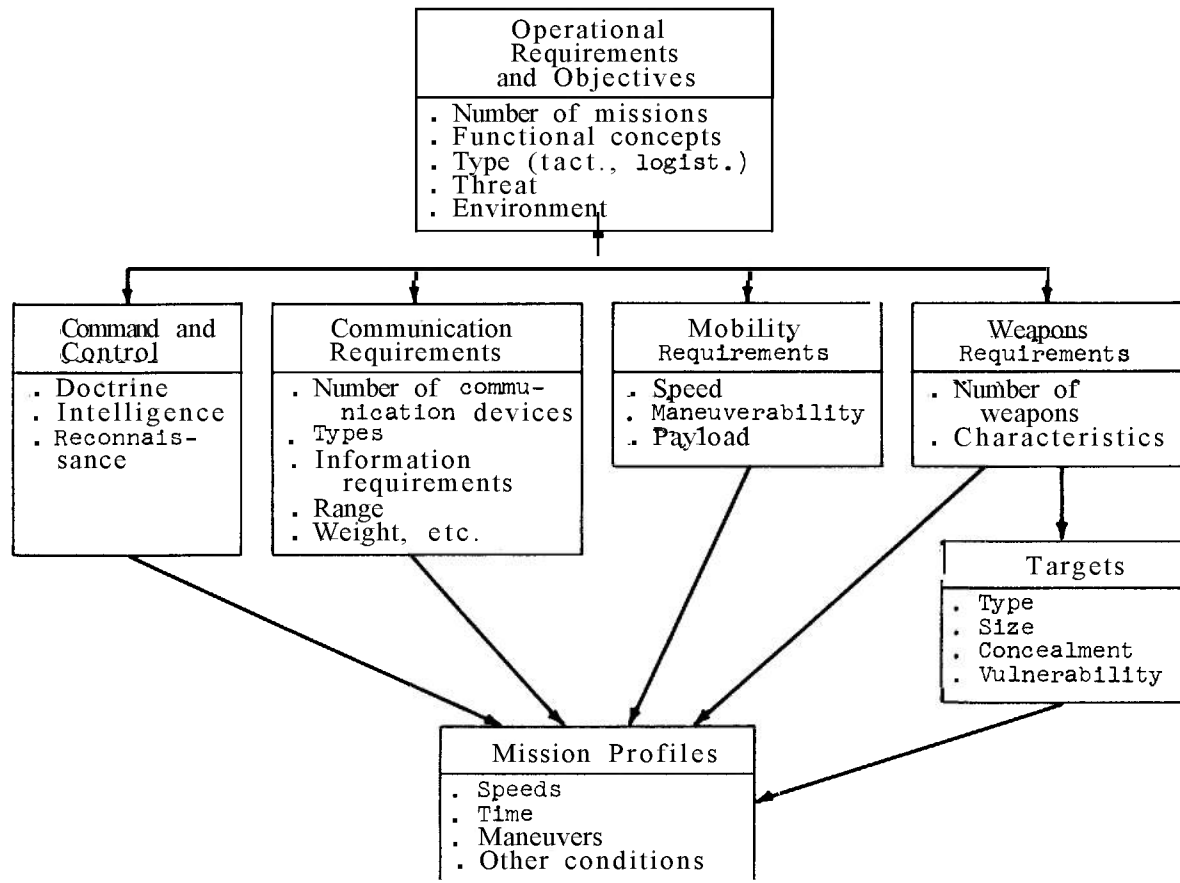 Operational
Requirements
and Objectives
. Number of missions
. Functional concepts
. Type (tact., logist.)
. Threat
. Environment
Command and
Control
. Doctrine
. Intelligence
. Reconnais-
sance
Communication
Requirements
. Number of commu-
nication devices
. Types
. Information
requirements
. Range
. Weight, etc.
Mobility
Requirements
. Speed
. Maneuverability
. Payload
Weapons
Requirements
. Number of
weapons
. Characteristics
Targets
. Type
. Size
. Concealment
. Vulnerability
Mission Profiles
. Speeds
. Time
. Maneuvers
. Other conditions